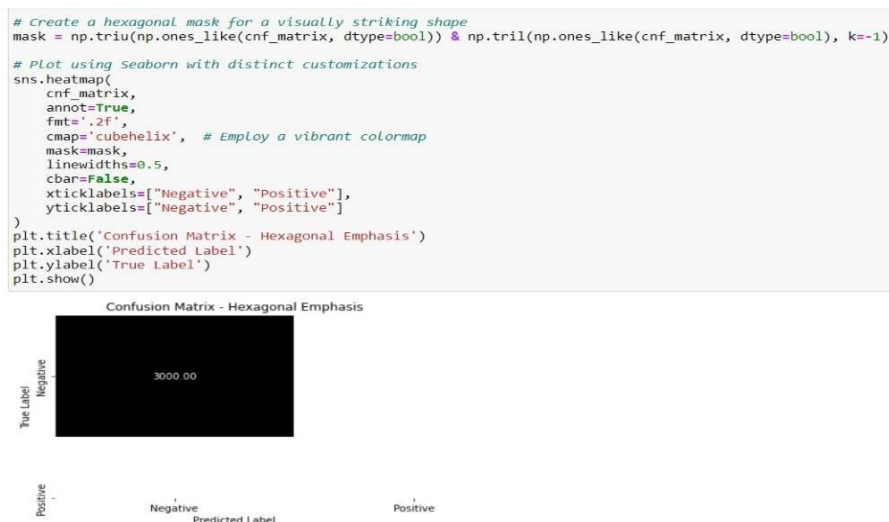 # Create a hexagonal mask for a visually striking shape
mask = np.triu(np.ones_like(cnf_matrix, dtype=bool)) & np.tril(np.ones_like(cnf_matrix, dtype=bool), k=-1)
# Plot using Seaborn with distinct customizations
sns.heatmap(
    cnf_matrix,
    annot=True,
    fmt='.2f',
    cmap='cubehelix',  # Employ a vibrant colormap
    mask=mask,
    linewidths=0.5,
    cbar=False,
    xticklabels=["Negative", "Positive"],
    yticklabels=["Negative", "Positive"]
)
plt.title('Confusion Matrix - Hexagonal Emphasis')
plt.xlabel('Predicted Label')
plt.ylabel('True Label')
plt.show()
Confusion Matrix - Hexagonal Emphasis
True Label
Negative
3000.00
Positive
Negative
Positive
Predicted Label